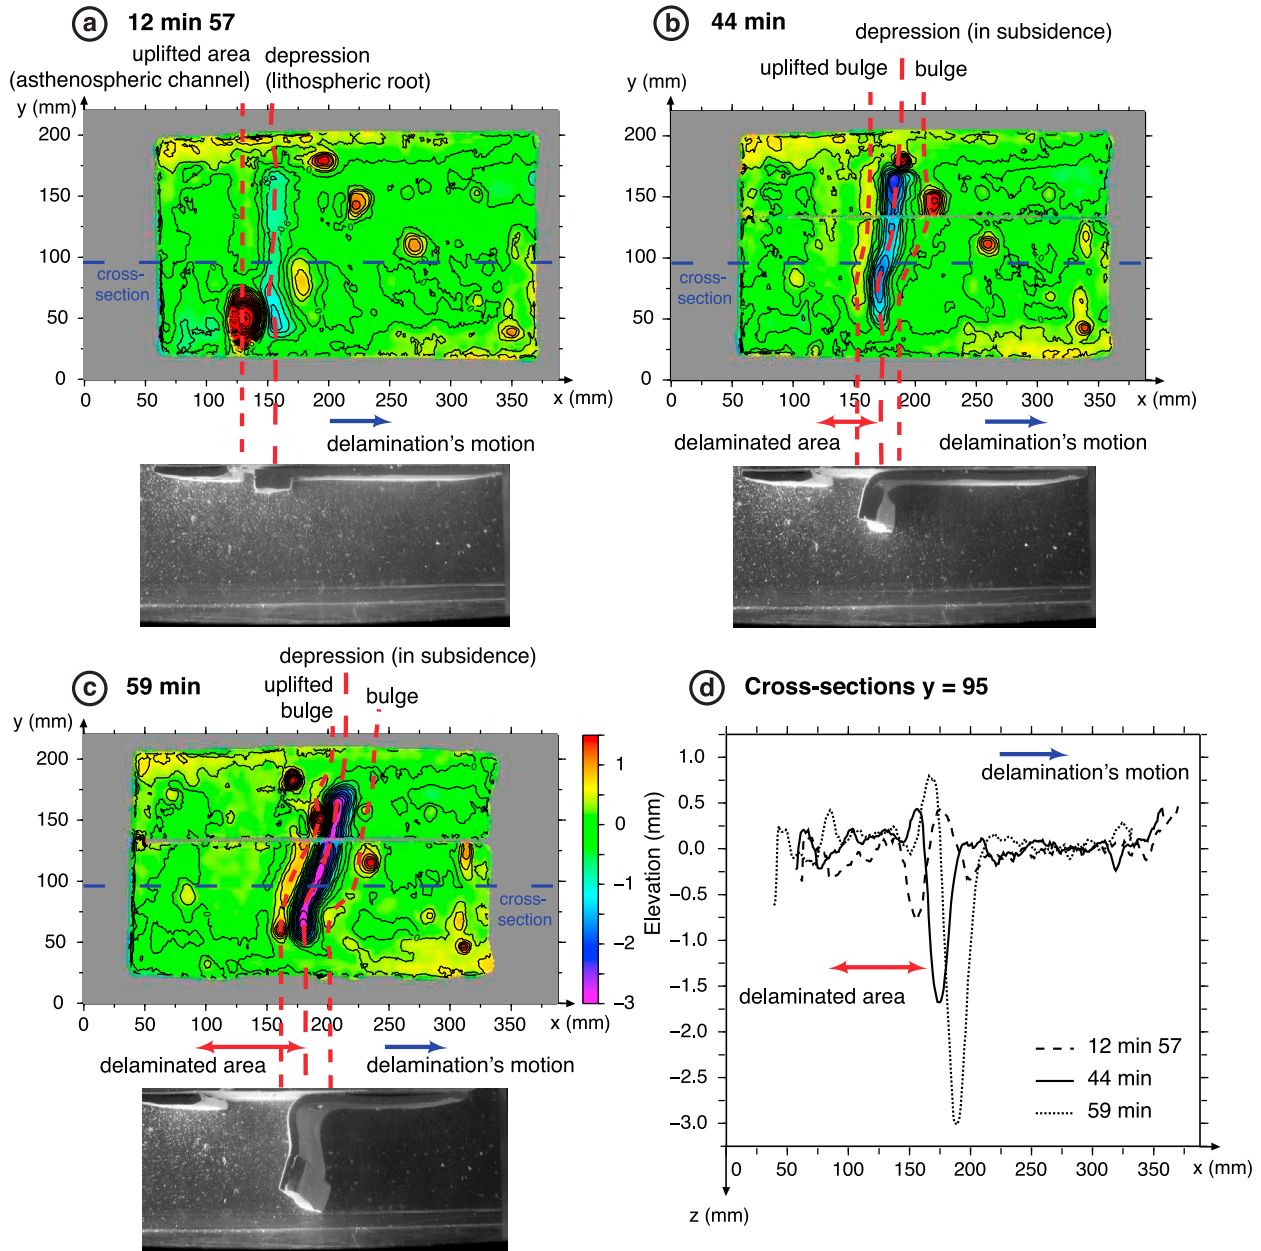 a 12 min 57
uplifted area
(asthenospheric channel)
depression
(lithospheric root)
y (mm)
200
150
100
50
0
cross-
section
0 50 100 150 200 250 300 350
x (mm)
delamination's motion
b 44 min
depression (in subsidence)
uplifted bulge
bulge
y (mm)
200
150
100
50
0
cross-
section
0 50 100 150 200 250 300 350
x (mm)
delaminated area
delamination's motion
c 59 min
depression (in subsidence)
uplifted
bulge
bulge
y (mm)
200
150
100
50
0
cross-
section
1
0
−1
−2
−3
0 50 100 150 200 250 300 350
x (mm)
delaminated area
delamination's motion
d Cross-sections y = 95
delamination's motion
Elevation (mm)
1.0
0.5
0.0
−0.5
−1.0
−1.5
−2.0
−2.5
−3.0
delaminated area
12 min 57
44 min
59 min
0 50 100 150 200 250 300 350
x (mm)
z (mm)